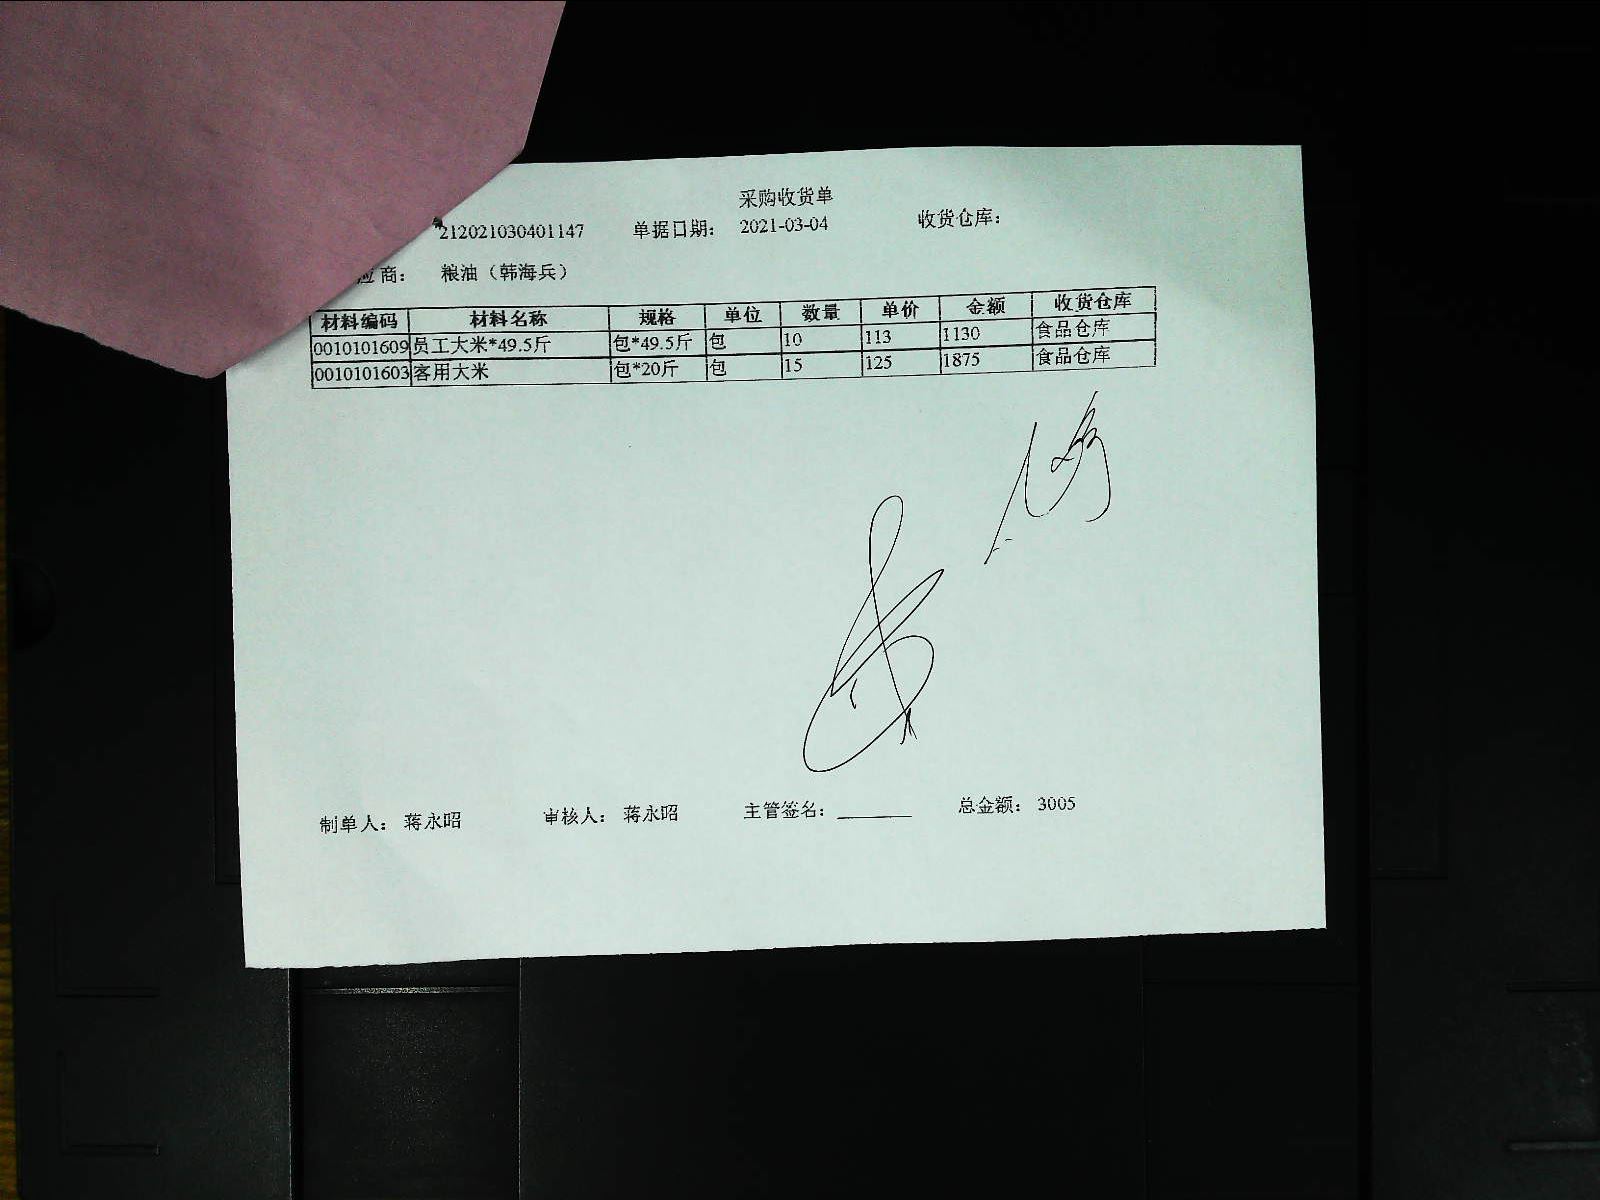 采购收货单
212021030401147 单据日期： 2021-03-04 收货仓库：
应商： 粮油（韩海兵）
材料编码 材料名称 规格 单位 数量 单价 金额 收货仓库
0010101609 员工大米*49.5斤 包*49.5斤 包 10 113 1130 食品仓库
0010101603 客用大米 包*20斤 包 15 125 1875 食品仓库
制单人： 蒋永昭 审核人： 蒋永昭 主管签名：______ 总金额： 3005